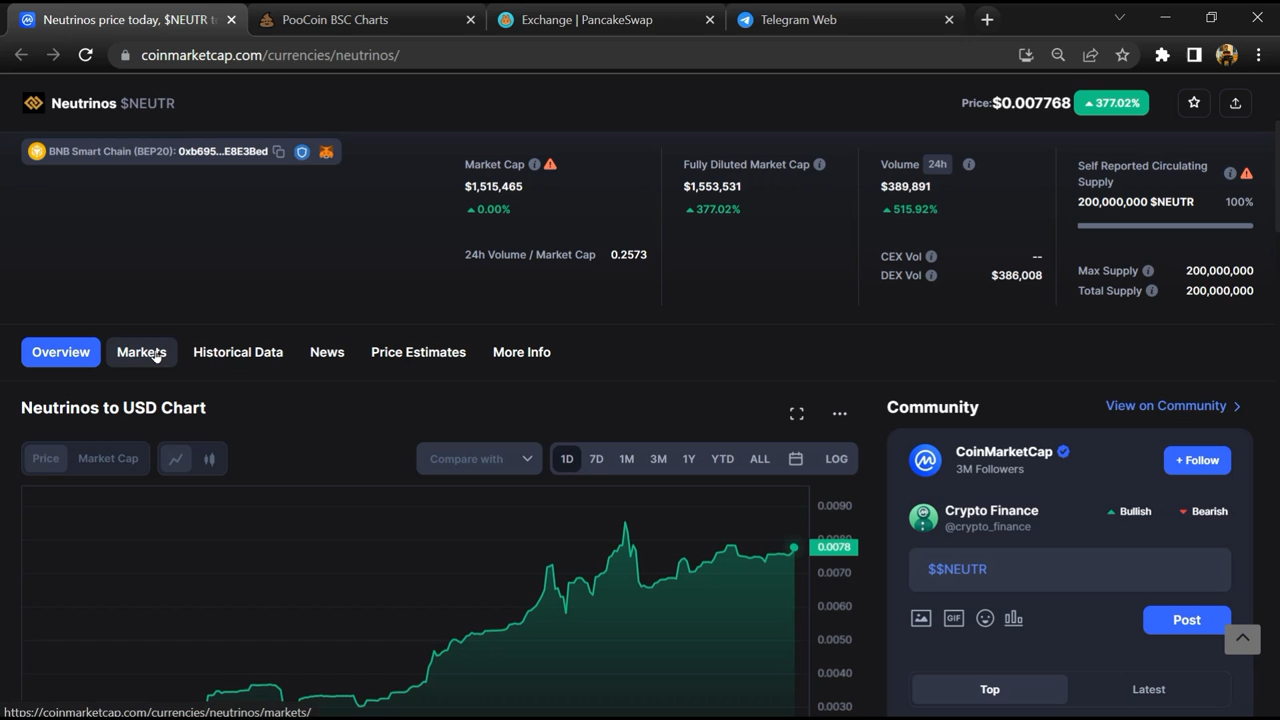 Neutrinos price today, $NEUTR to
PooCoin BSC Charts
Exchange | PancakeSwap
Telegram Web
coinmarketcap.com/currencies/neutrinos/
Neutrinos $NEUTR
Price: $0.007768 377.02%
BNB Smart Chain (BEP20): 0xb695...E8E3Bed
Market Cap
$1,515,465
0.00%
24h Volume / Market Cap 0.2573
Fully Diluted Market Cap
$1,553,531
377.02%
Volume 24h
$389,891
515.92%
CEX Vol --
DEX Vol $386,008
Self Reported Circulating
Supply
200,000,000 $NEUTR 100%
Max Supply 200,000,000
Total Supply 200,000,000
Overview Markets Historical Data News Price Estimates More Info
Neutrinos to USD Chart
Price Market Cap
Compare with
1D 7D 1M 3M 1Y YTD ALL LOG
0.0090
0.0080
0.0078
0.0070
0.0060
0.0050
0.0040
0.0030
Community
View on Community
CoinMarketCap
3M Followers
+ Follow
Crypto Finance
@crypto_finance
Bullish Bearish
$$NEUTR
GIF
Post
Top Latest
https://coinmarketcap.com/currencies/neutrinos/markets/